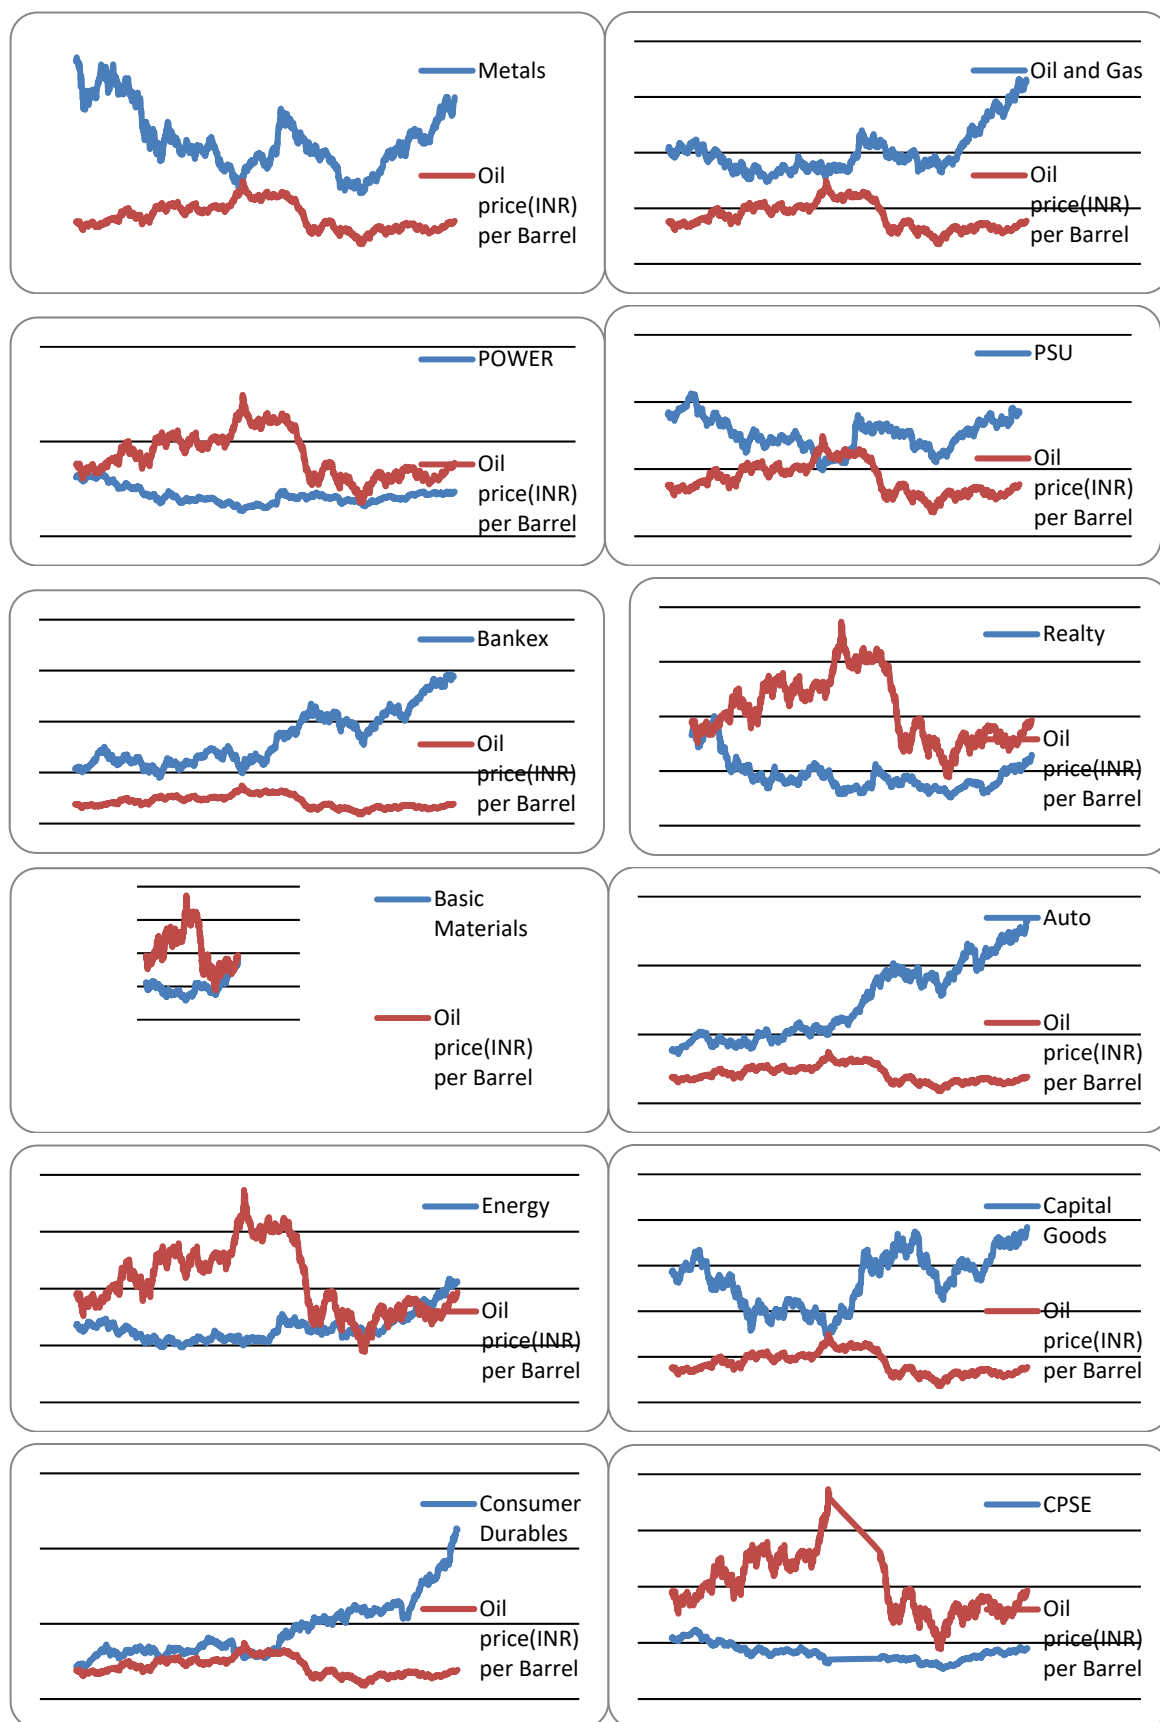 Metals
Oil
price(INR)
per Barrel
Oil and Gas
Oil
price(INR)
per Barrel
POWER
Oil
price(INR)
per Barrel
PSU
Oil
price(INR)
per Barrel
Bankex
Oil
price(INR)
per Barrel
Realty
Oil
price(INR)
per Barrel
Basic
Materials
Oil
price(INR)
per Barrel
Auto
Oil
price(INR)
per Barrel
Energy
Oil
price(INR)
per Barrel
Capital
Goods
Oil
price(INR)
per Barrel
Consumer
Durables
Oil
price(INR)
per Barrel
CPSE
Oil
price(INR)
per Barrel